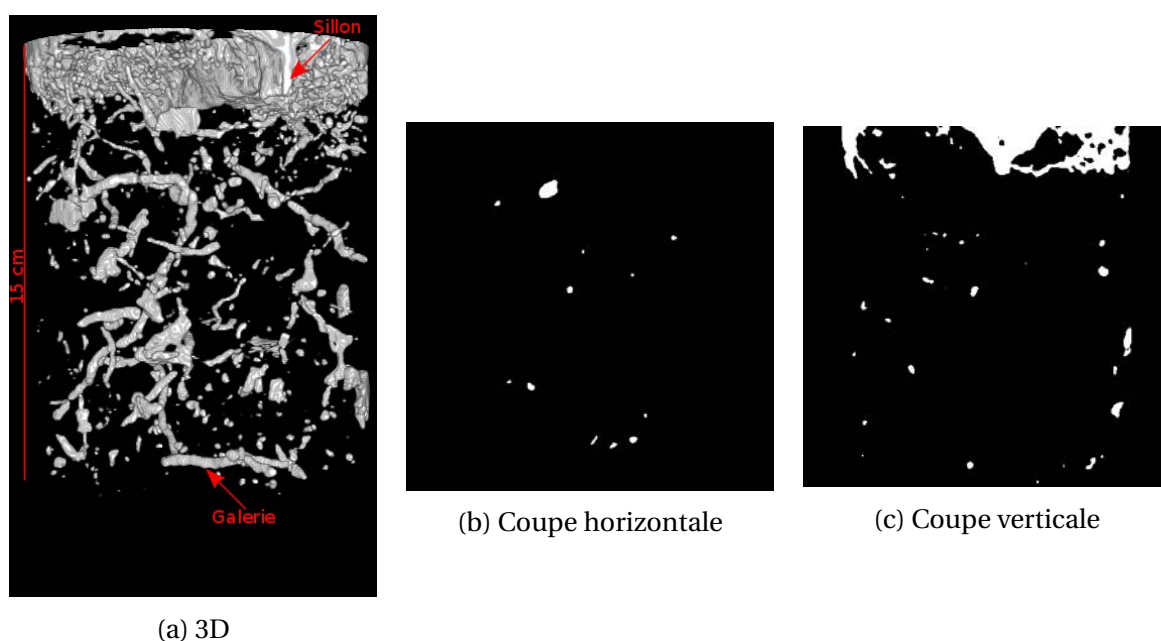 Sillon
15 cm
Galerie
(a) 3D
(b) Coupe horizontale
(c) Coupe verticale